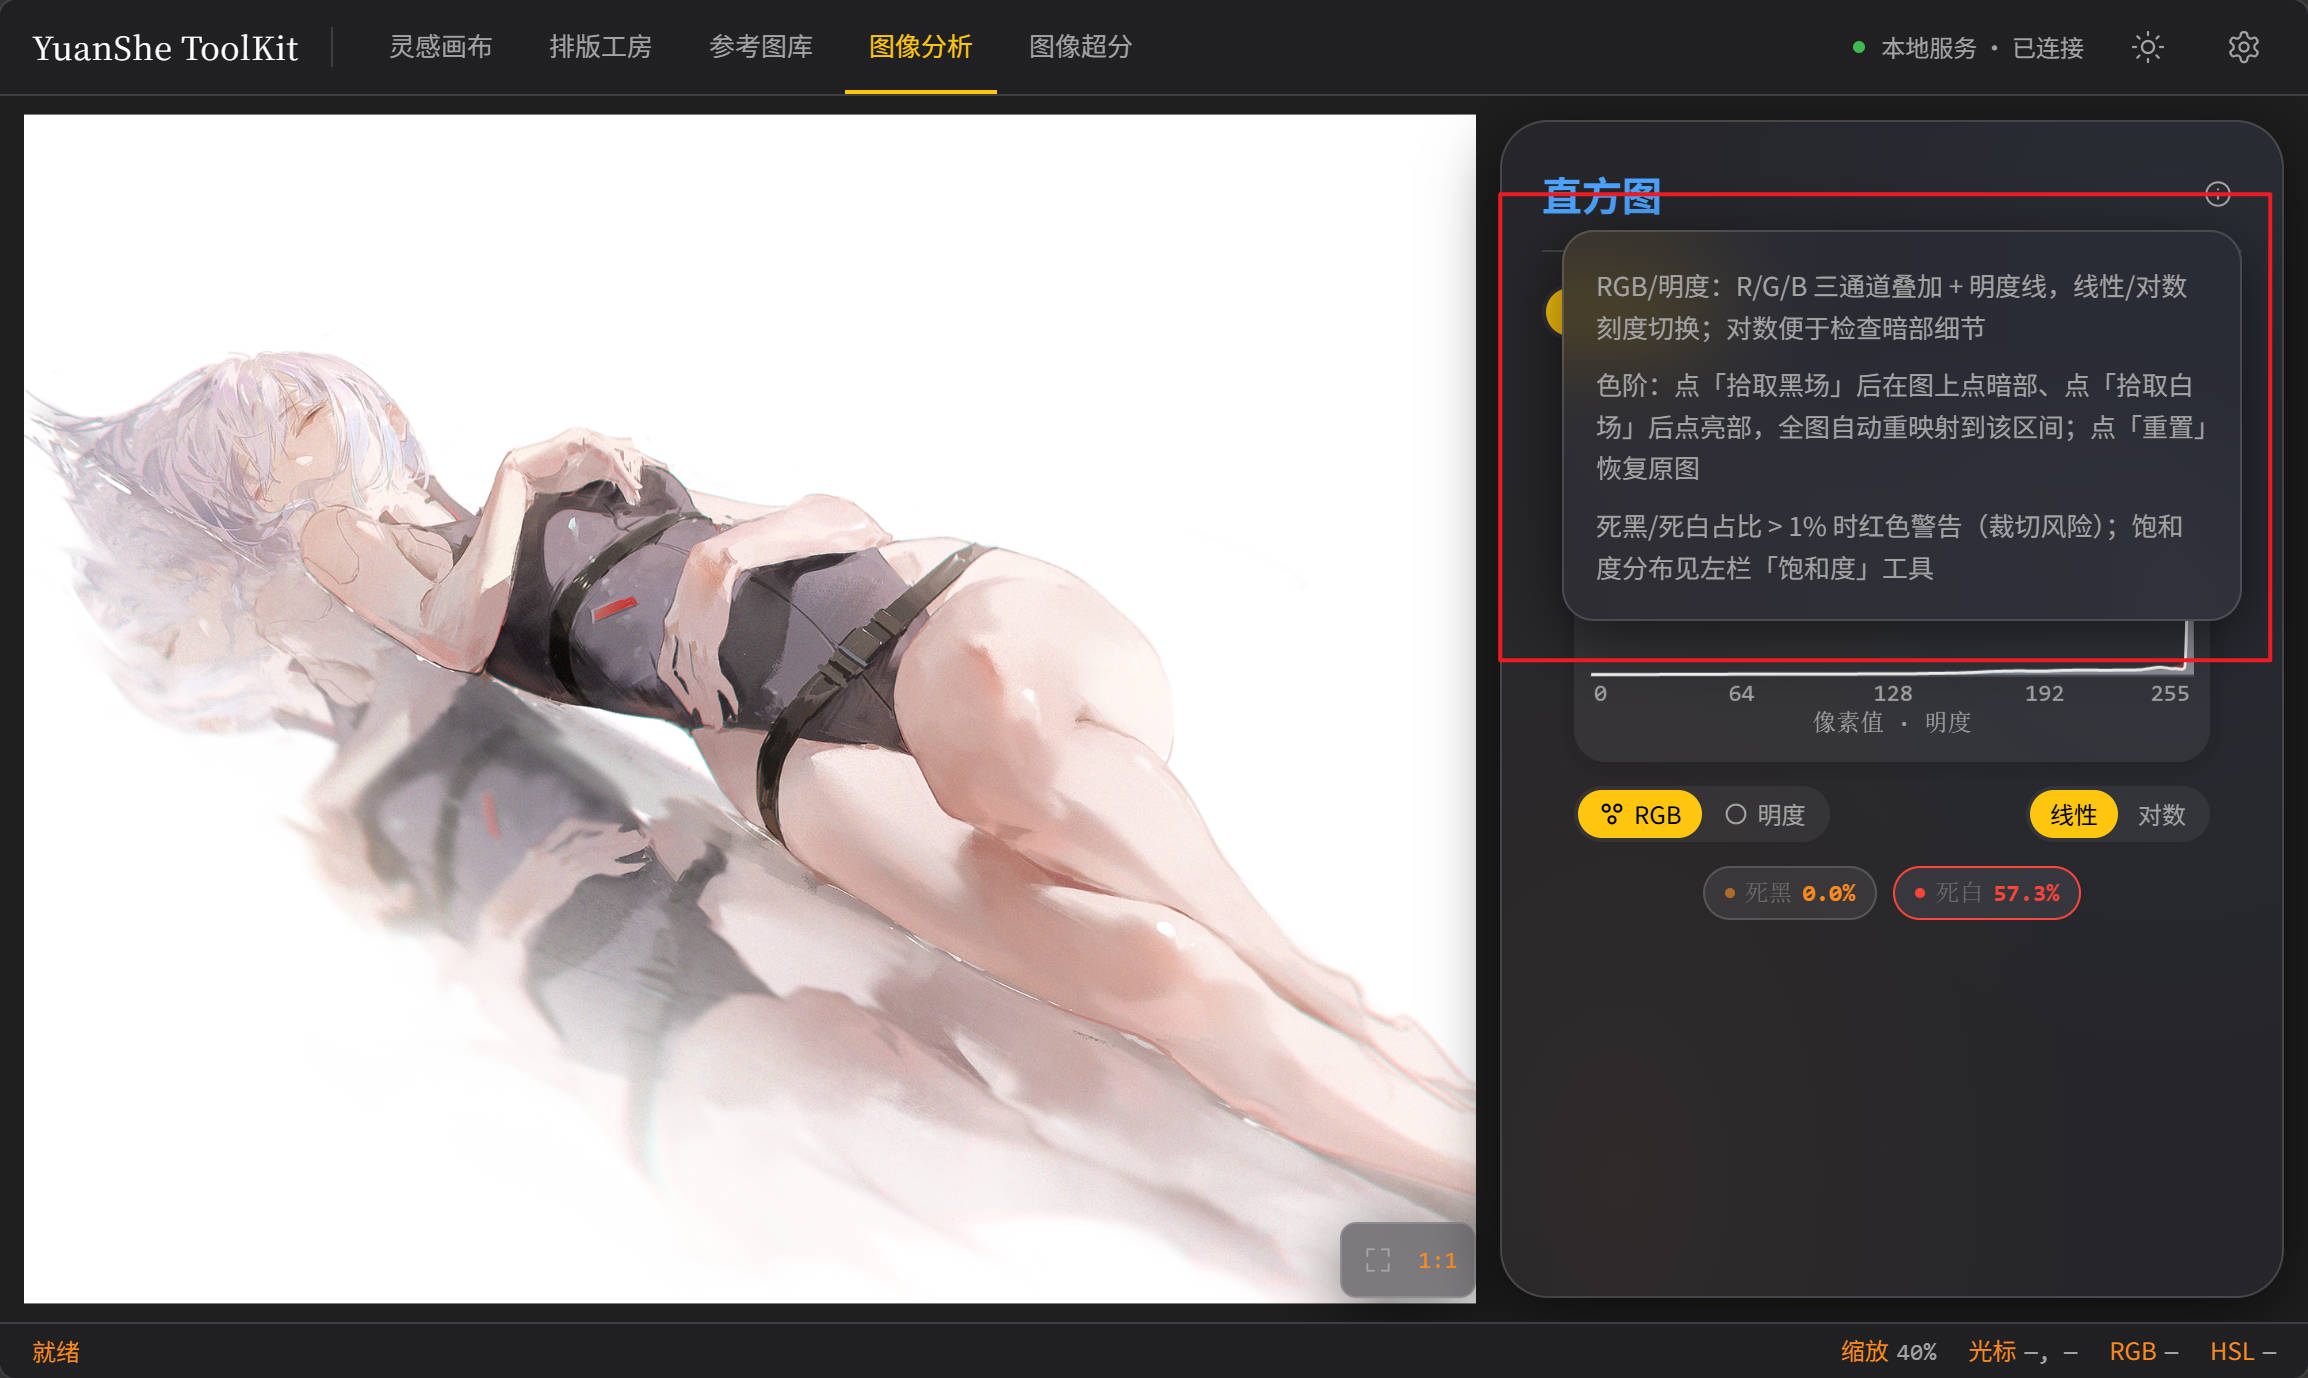 YuanShe ToolKit
灵感画布
排版工房
参考图库
图像分析
图像超分
本地服务 • 已连接
直方图
RGB/明度：R/G/B 三通道叠加 + 明度线，线性/对数
刻度切换；对数便于检查暗部细节
色阶：点「拾取黑场」后在图上点暗部、点「拾取白
场」后点亮部，全图自动重映射到该区间；点「重置」
恢复原图
死黑/死白占比 > 1% 时红色警告（裁切风险）；饱和
度分布见左栏「饱和度」工具
0 64 128 192 255
像素值 · 明度
RGB 明度 线性 对数
死黑 0.0% 死白 57.3%
1:1
就绪
缩放 40% 光标 —, — RGB — HSL —